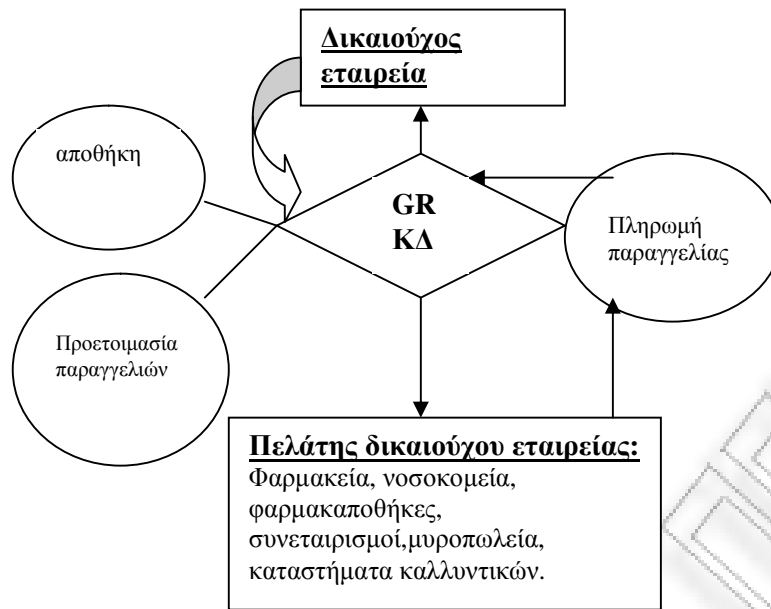 Δικαιούχος
εταιρεία
αποθήκη
GR
ΚΔ
Πληρωμή
παραγγελίας
Προετοιμασία
παραγγελιών
Πελάτης δικαιούχου εταιρείας:
Φαρμακεία, νοσοκομεία,
φαρμακαποθήκες,
συνεταιρισμοί,μυροπωλεία,
καταστήματα καλλυντικών.